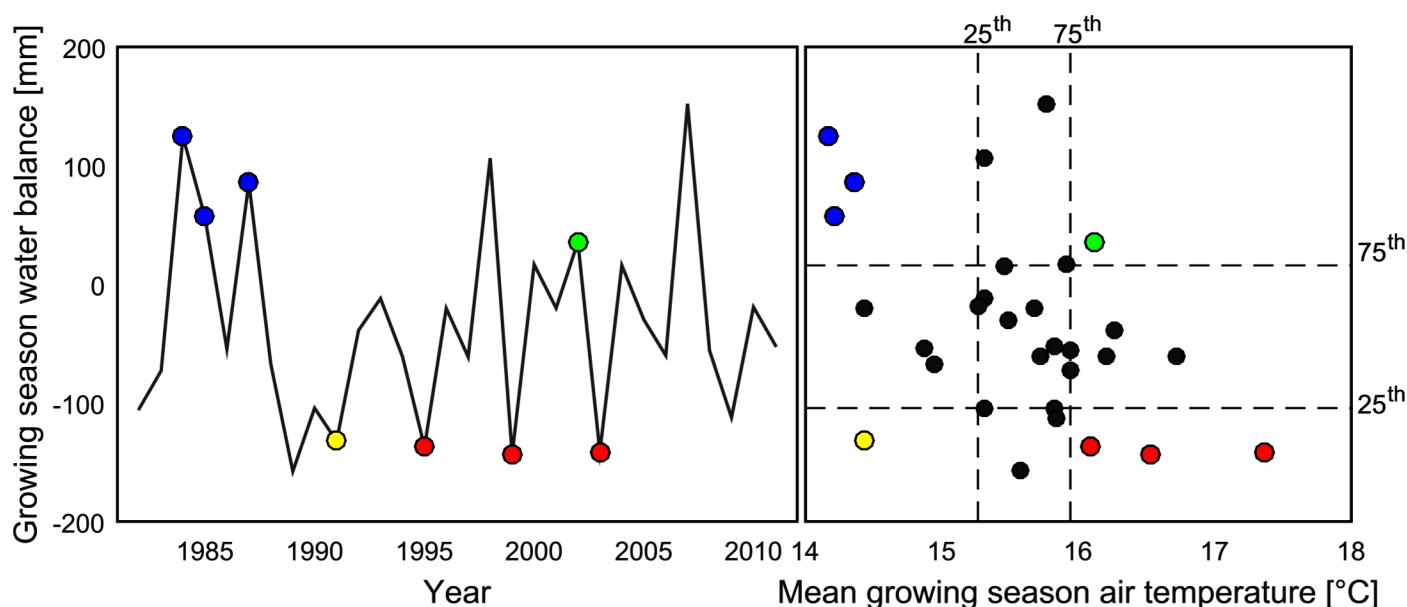 25th 75th
200
100
0
-100
-200
Growing season water balance [mm]
75th
25th
1985 1990 1995 2000 2005 2010 14 15 16 17 18
Year Mean growing season air temperature [°C]